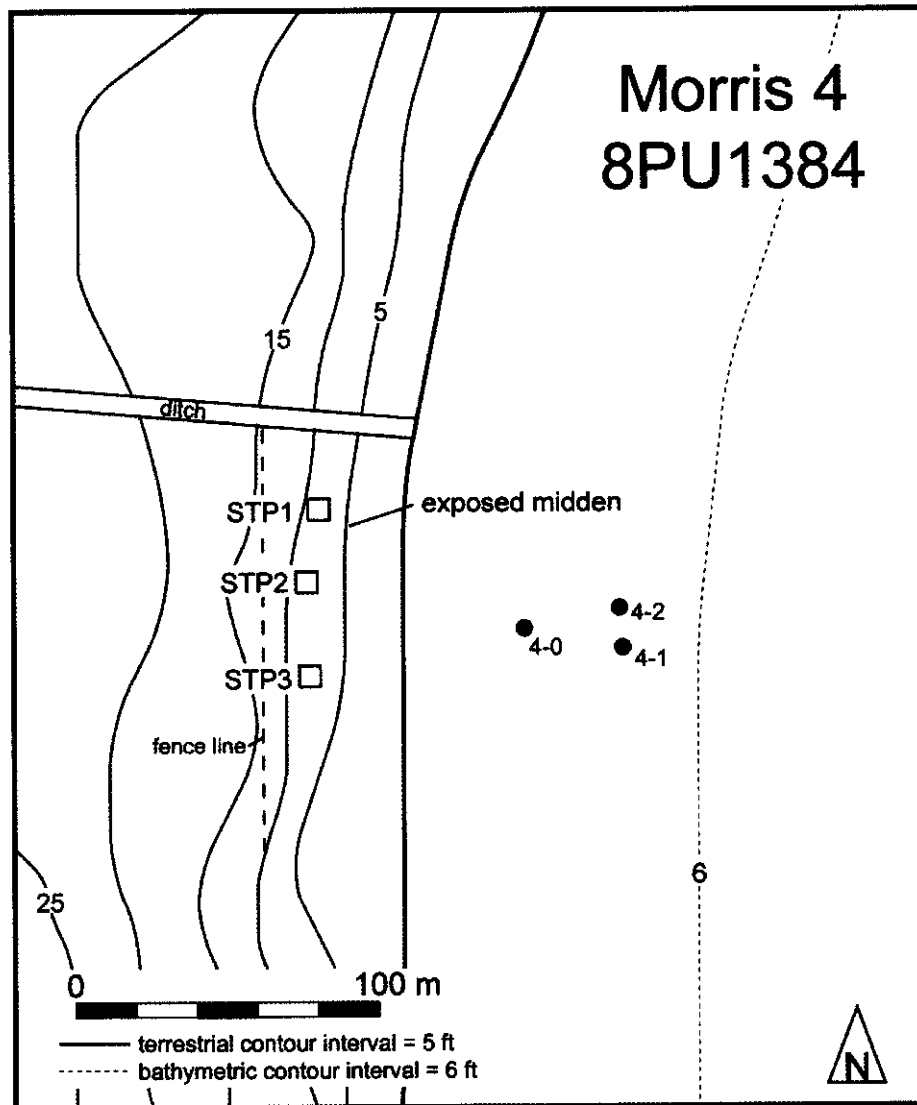 Morris 4
8PU1384
5
15
ditch
STP1
exposed midden
STP2
4-2
4-0
4-1
STP3
fence line
6
25
0 100 m
terrestrial contour interval = 5 ft
bathymetric contour interval = 6 ft
N